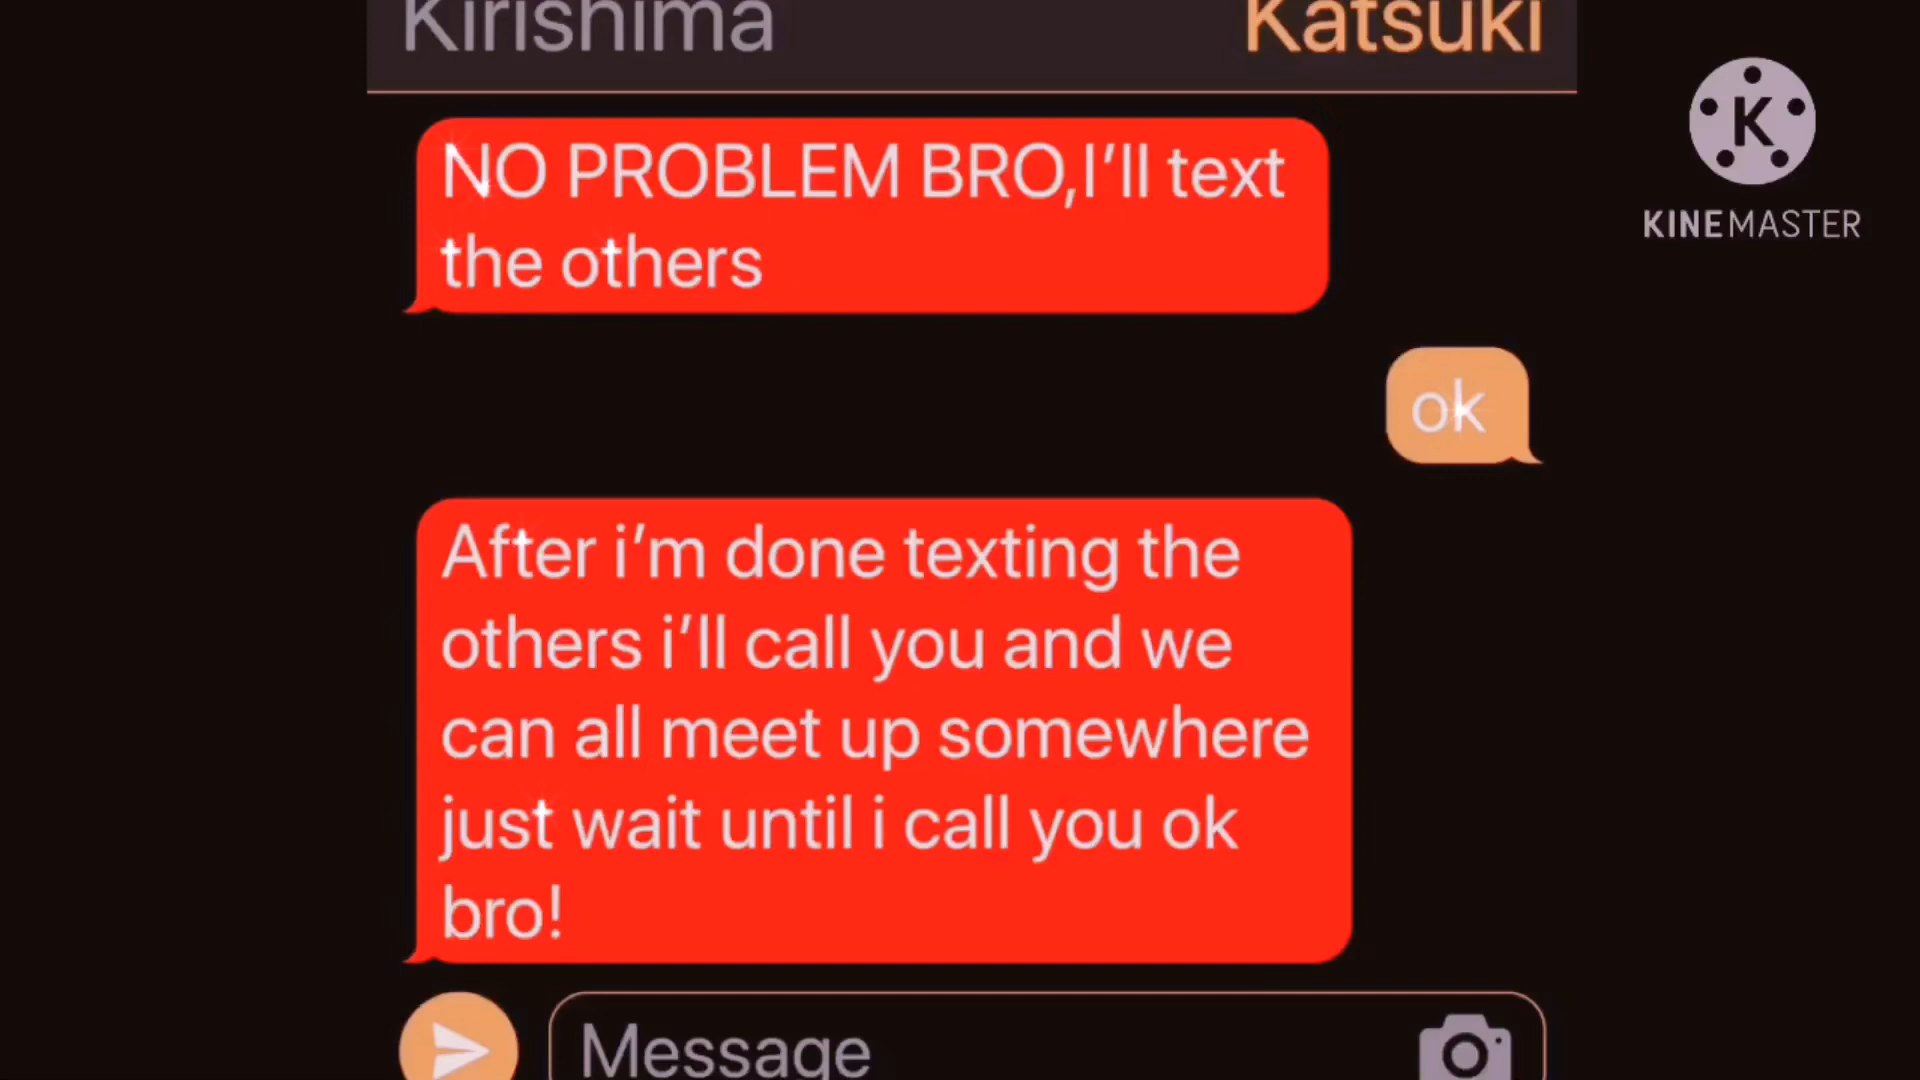 Kirishima
Katsuki
NO PROBLEM BRO,I’ll text
the others
ok
After i’m done texting the
others i’ll call you and we
can all meet up somewhere
just wait until i call you ok
bro!
Message
K
KINEMASTER